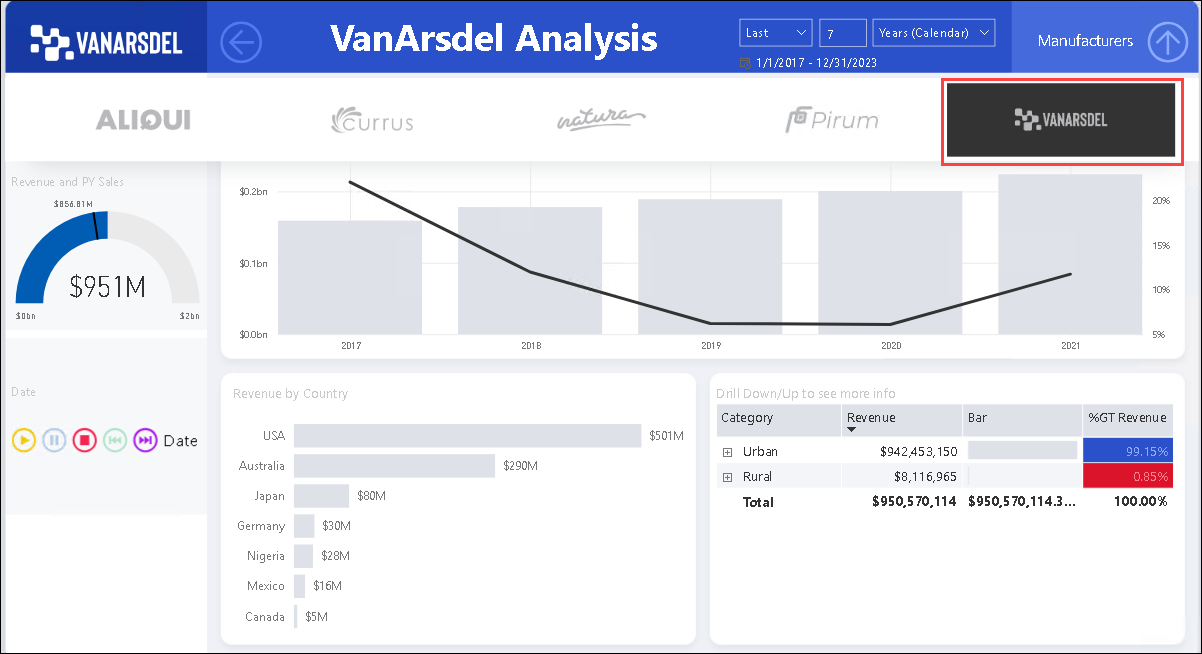 VANARSDEL
VanArsdel Analysis
Last
7
Years (Calendar)
1/1/2017 - 12/31/2023
Manufacturers
ALIQUI
Currus
natura
Pirum
VANARSDEL
Revenue and PY Sales
$856.81M
$951M
$0bn
$2bn
$0.2bn
$0.1bn
$0.0bn
20%
15%
10%
5%
2017
2018
2019
2020
2021
Date
Date
Revenue by Country
USA $501M
Australia $290M
Japan $80M
Germany $30M
Nigeria $28M
Mexico $16M
Canada $5M
Drill Down/Up to see more info
Category Revenue Bar %GT Revenue
Urban $942,453,150 99.15%
Rural $8,116,965 0.85%
Total $950,570,114 $950,570,114.3... 100.00%